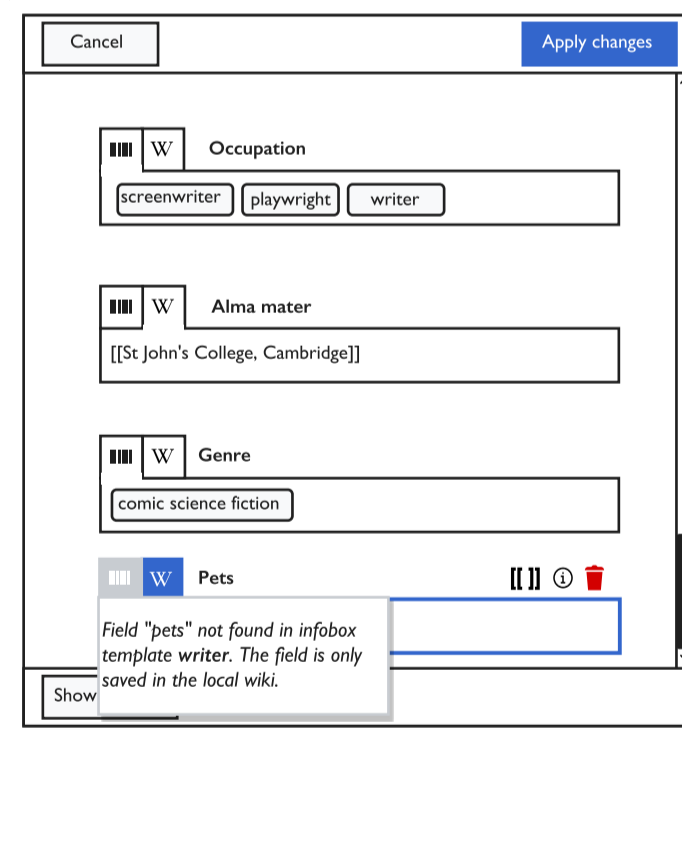 Cancel
Apply changes
W
Occupation
screenwriter
playwright
writer
W
Alma mater
[[St John's College, Cambridge]]
W
Genre
comic science fiction
W
Pets
[[ ]]
i
Field "pets" not found in infobox
template writer. The field is only
saved in the local wiki.
Show